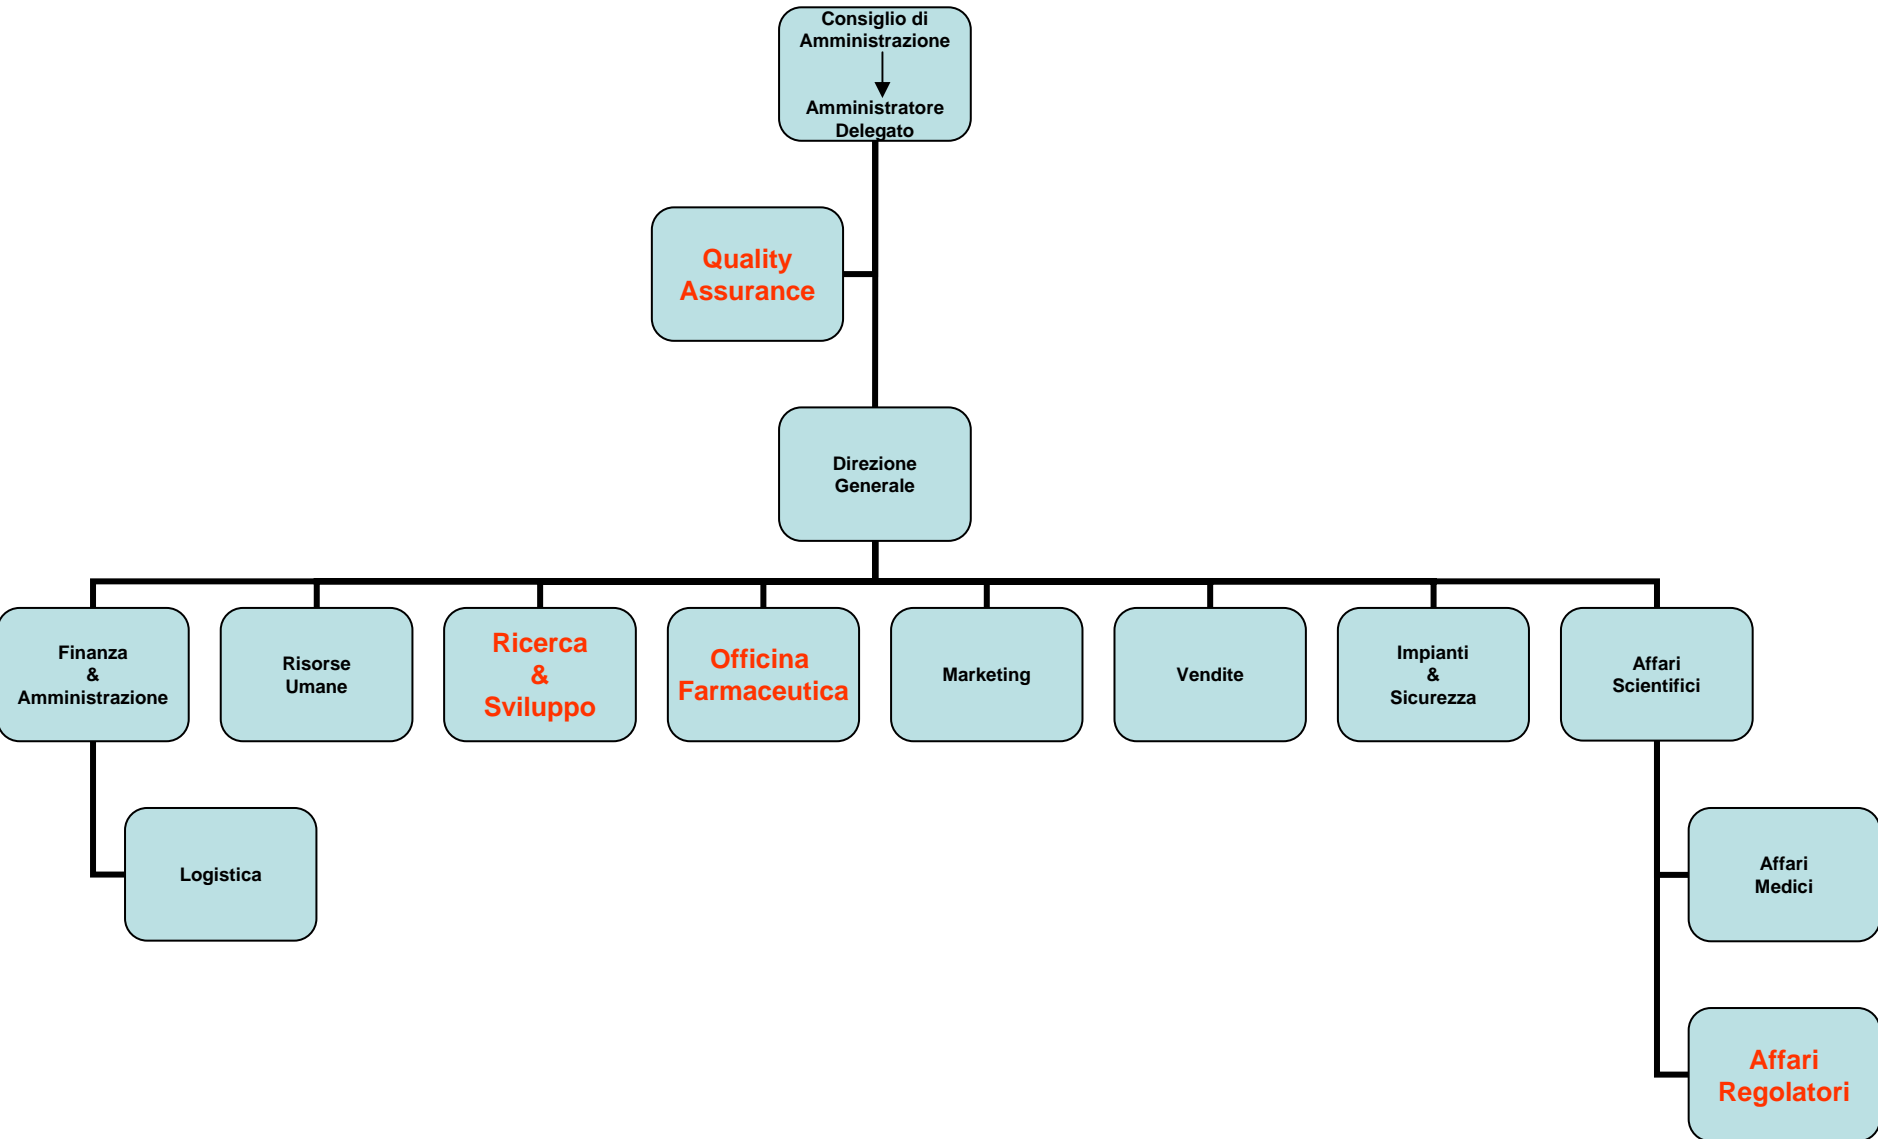 Consiglio di
Amministrazione
Amministratore
Delegato
Quality
Assurance
Direzione
Generale
Finanza
&
Amministrazione
Risorse
Umane
Ricerca
&
Sviluppo
Officina
Farmaceutica
Marketing
Vendite
Impianti
&
Sicurezza
Affari
Scientifici
Logistica
Affari
Medici
Affari
Regolatori